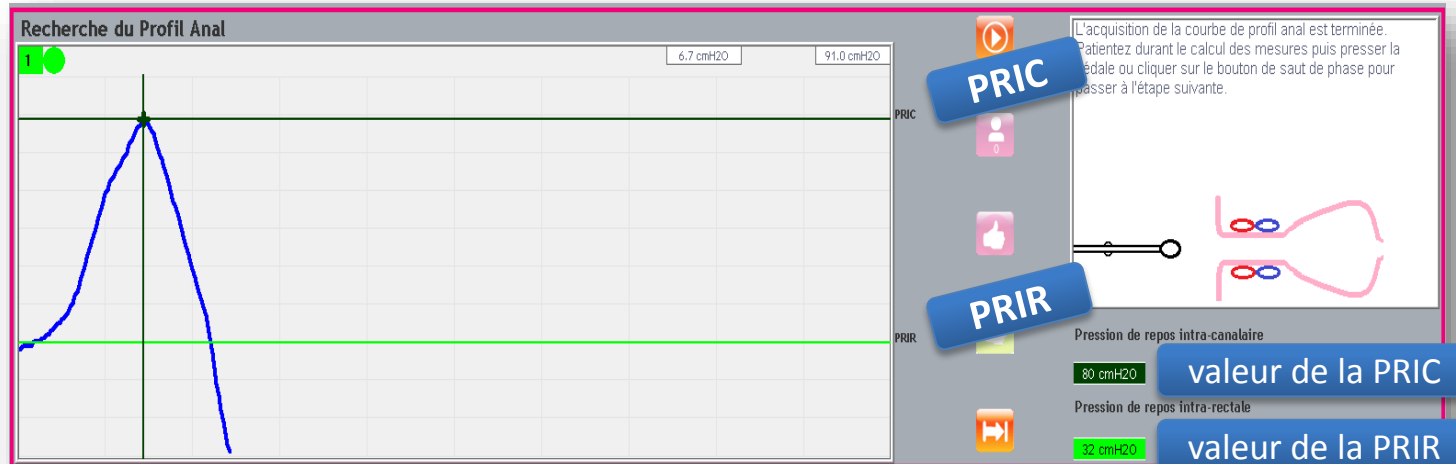 Recherche du Profil Anal
1
6.7 cmH2O
91.0 cmH2O
PRIC
PRIR
PRIC
0
PRIR
L'acquisition de la courbe de profil anal est terminée.
Patientez durant le calcul des mesures puis presser la
pédale ou cliquer sur le bouton de saut de phase pour
passer à l'étape suivante.
Pression de repos intra-canalaire
80 cmH2O
valeur de la PRIC
Pression de repos intra-rectale
32 cmH2O
valeur de la PRIR